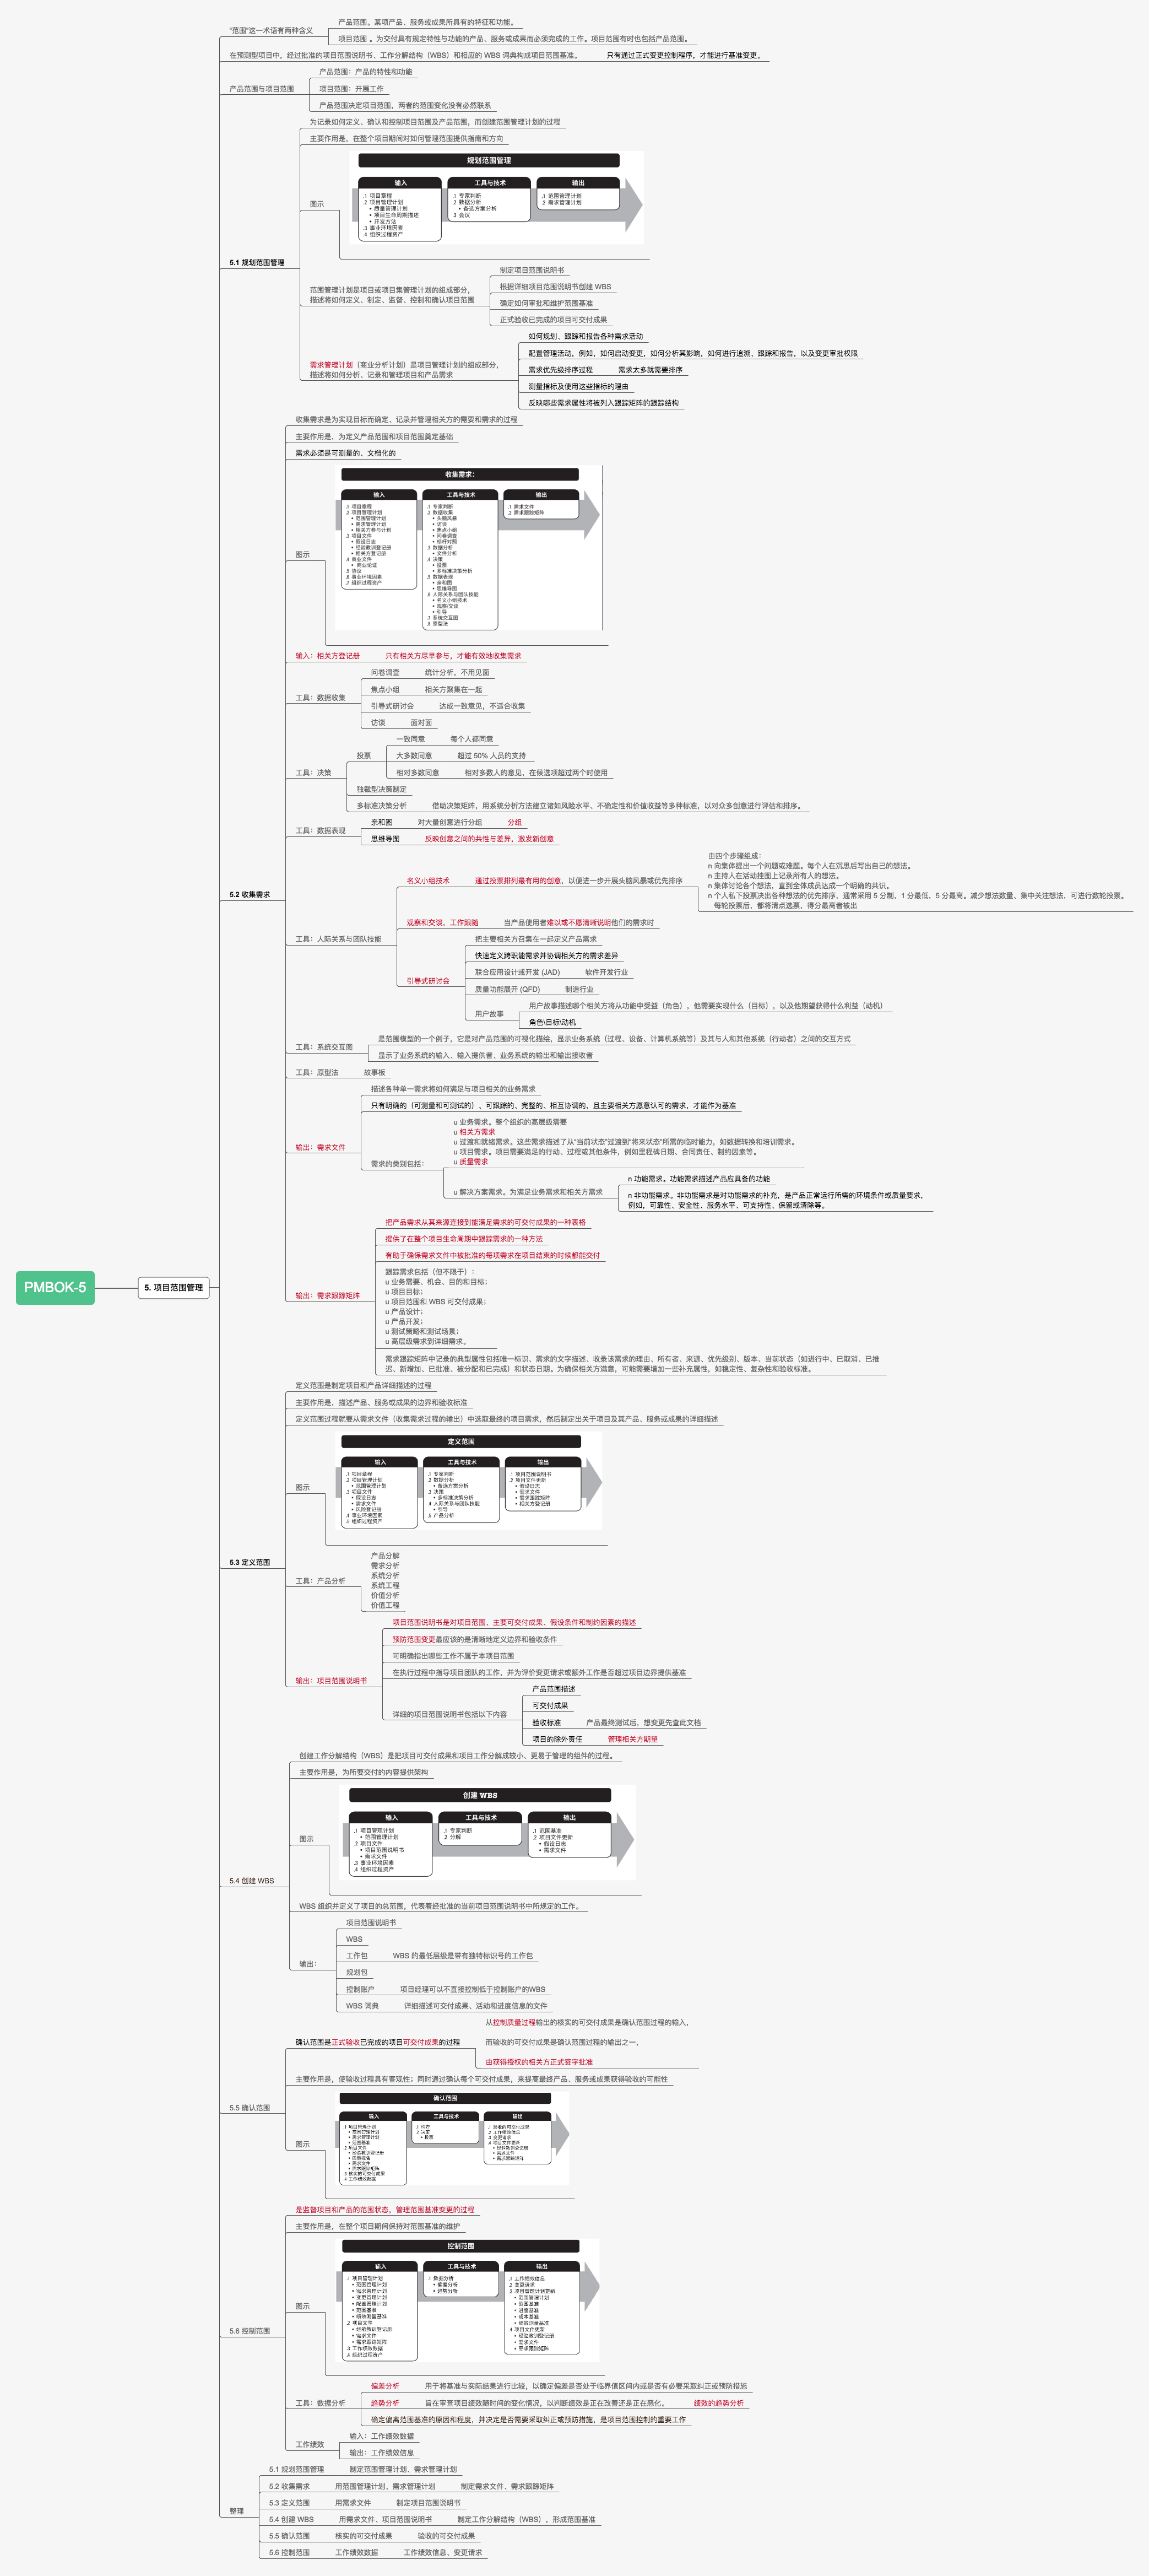 PMBOK-5
5. 项目范围管理
"范围"这一术语有两种含义
产品范围。某项产品、服务或成果所具有的特征和功能。
项目范围 。为交付具有规定特性与功能的产品、服务或成果而必须完成的工作。项目范围有时也包括产品范围。
在预测型项目中，经过批准的项目范围说明书、工作分解结构（WBS）和相应的 WBS 词典构成项目范围基准。
只有通过正式变更控制程序，才能进行基准变更。
产品范围与项目范围
产品范围：产品的特性和功能
项目范围：开展工作
产品范围决定项目范围，两者的范围变化没有必然联系
5.1 规划范围管理
为记录如何定义、确认和控制项目范围及产品范围，而创建范围管理计划的过程
主要作用是，在整个项目期间对如何管理范围提供指南和方向
图示
规划范围管理
输入
.1 项目章程
.2 项目管理计划
• 质量管理计划
• 项目生命周期描述
• 开发方法
.3 事业环境因素
.4 组织过程资产
工具与技术
.1 专家判断
.2 数据分析
• 备选方案分析
.3 会议
输出
.1 范围管理计划
.2 需求管理计划
范围管理计划是项目或项目集管理计划的组成部分，
描述将如何定义、制定、监督、控制和确认项目范围
制定项目范围说明书
根据详细项目范围说明书创建 WBS
确定如何审批和维护范围基准
正式验收已完成的项目可交付成果
需求管理计划（商业分析计划）是项目管理计划的组成部分，
描述将如何分析、记录和管理项目和产品需求
如何规划、跟踪和报告各种需求活动
配置管理活动，例如，如何启动变更，如何分析其影响，如何进行追溯、跟踪和报告，以及变更审批权限
需求优先级排序过程
需求太多就需要排序
测量指标及使用这些指标的理由
反映哪些需求属性将被列入跟踪矩阵的跟踪结构
5.2 收集需求
收集需求是为实现目标而确定、记录并管理相关方的需要和需求的过程
主要作用是，为定义产品范围和项目范围奠定基础
需求必须是可测量的、文档化的
图示
收集需求：
输入
.1 项目章程
.2 项目管理计划
• 范围管理计划
• 需求管理计划
• 相关方参与计划
.3 项目文件
• 假设日志
• 经验教训登记册
• 相关方登记册
.4 商业文件
• 商业论证
.5 协议
.6 事业环境因素
.7 组织过程资产
工具与技术
.1 专家判断
.2 数据收集
• 头脑风暴
• 访谈
• 焦点小组
• 问卷调查
• 标杆对照
.3 数据分析
• 文件分析
.4 决策
• 投票
• 多标准决策分析
.5 数据表现
• 亲和图
• 思维导图
.6 人际关系与团队技能
• 名义小组技术
• 观察/交谈
• 引导
.7 系统交互图
.8 原型法
输出
.1 需求文件
.2 需求跟踪矩阵
输入：相关方登记册
只有相关方尽早参与，才能有效地收集需求
工具：数据收集
问卷调查
统计分析，不用见面
焦点小组
相关方聚集在一起
引导式研讨会
达成一致意见，不适合收集
访谈
面对面
工具：决策
投票
一致同意
每个人都同意
大多数同意
超过 50% 人员的支持
相对多数同意
相对多数人的意见，在候选项超过两个时使用
独裁型决策制定
多标准决策分析
借助决策矩阵，用系统分析方法建立诸如风险水平、不确定性和价值收益等多种标准，以对众多创意进行评估和排序。
工具：数据表现
亲和图
对大量创意进行分组
分组
思维导图
反映创意之间的共性与差异，激发新创意
工具：人际关系与团队技能
名义小组技术
通过投票排列最有用的创意，以便进一步开展头脑风暴或优先排序
由四个步骤组成：
n 向集体提出一个问题或难题。每个人在沉思后写出自己的想法。
n 主持人在活动挂图上记录所有人的想法。
n 集体讨论各个想法，直到全体成员达成一个明确的共识。
n 个人私下投票决出各种想法的优先排序，通常采用 5 分制，1 分最低，5 分最高。减少想法数量、集中关注想法，可进行数轮投票。
每轮投票后，都将清点选票，得分最高者被出
观察和交谈，工作跟随
当产品使用者难以或不愿清晰说明他们的需求时
引导式研讨会
把主要相关方召集在一起定义产品需求
快速定义跨职能需求并协调相关方的需求差异
联合应用设计或开发 (JAD)
软件开发行业
质量功能展开 (QFD)
制造行业
用户故事
用户故事描述哪个相关方将从功能中受益（角色），他需要实现什么（目标），以及他期望获得什么利益（动机）
角色\目标\动机
工具：系统交互图
是范围模型的一个例子，它是对产品范围的可视化描绘，显示业务系统（过程、设备、计算机系统等）及其与人和其他系统（行动者）之间的交互方式
显示了业务系统的输入、输入提供者、业务系统的输出和输出接收者
工具：原型法
故事板
输出：需求文件
描述各种单一需求将如何满足与项目相关的业务需求
只有明确的（可测量和可测试的）、可跟踪的、完整的、相互协调的，且主要相关方愿意认可的需求，才能作为基准
需求的类别包括：
u 业务需求。整个组织的高层级需要
u 相关方需求
u 过渡和就绪需求。这些需求描述了从"当前状态"过渡到"将来状态"所需的临时能力，如数据转换和培训需求。
u 项目需求。项目需要满足的行动、过程或其他条件，例如里程碑日期、合同责任、制约因素等。
u 质量需求
u 解决方案需求。为满足业务需求和相关方需求
n 功能需求。功能需求描述产品应具备的功能
n 非功能需求。非功能需求是对功能需求的补充，是产品正常运行所需的环境条件或质量要求，
例如，可靠性、安全性、服务水平、可支持性、保留或清除等。
输出：需求跟踪矩阵
把产品需求从其来源连接到能满足需求的可交付成果的一种表格
提供了在整个项目生命周期中跟踪需求的一种方法
有助于确保需求文件中被批准的每项需求在项目结束的时候都能交付
跟踪需求包括（但不限于）：
u 业务需要、机会、目的和目标；
u 项目目标；
u 项目范围和 WBS 可交付成果；
u 产品设计；
u 产品开发；
u 测试策略和测试场景；
u 高层级需求到详细需求。
需求跟踪矩阵中记录的典型属性包括唯一标识、需求的文字描述、收录该需求的理由、所有者、来源、优先级别、版本、当前状态（如进行中、已取消、已推
迟、新增加、已批准、被分配和已完成）和状态日期。为确保相关方满意，可能需要增加一些补充属性，如稳定性、复杂性和验收标准。
5.3 定义范围
定义范围是制定项目和产品详细描述的过程
主要作用是，描述产品、服务或成果的边界和验收标准
定义范围过程就要从需求文件（收集需求过程的输出）中选取最终的项目需求，然后制定出关于项目及其产品、服务或成果的详细描述
图示
定义范围
输入
.1 项目章程
.2 项目管理计划
• 范围管理计划
.3 项目文件
• 假设日志
• 需求文件
• 风险登记册
.4 事业环境因素
.5 组织过程资产
工具与技术
.1 专家判断
.2 数据分析
• 备选方案分析
.3 决策
• 多标准决策分析
.4 人际关系与团队技能
• 引导
.5 产品分析
输出
.1 项目范围说明书
.2 项目文件更新
• 假设日志
• 需求文件
• 需求跟踪矩阵
• 相关方登记册
工具：产品分析
产品分解
需求分析
系统分析
系统工程
价值分析
价值工程
输出：项目范围说明书
项目范围说明书是对项目范围、主要可交付成果、假设条件和制约因素的描述
预防范围变更最应该的是清晰地定义边界和验收条件
可明确指出哪些工作不属于本项目范围
在执行过程中指导项目团队的工作，并为评价变更请求或额外工作是否超过项目边界提供基准
详细的项目范围说明书包括以下内容
产品范围描述
可交付成果
验收标准
产品最终测试后，想变更先查此文档
项目的除外责任
管理相关方期望
5.4 创建 WBS
创建工作分解结构（WBS）是把项目可交付成果和项目工作分解成较小、更易于管理的组件的过程。
主要作用是，为所要交付的内容提供架构
图示
创建 WBS
输入
.1 项目管理计划
• 范围管理计划
.2 项目文件
• 项目范围说明书
• 需求文件
.3 事业环境因素
.4 组织过程资产
工具与技术
.1 专家判断
.2 分解
输出
.1 范围基准
.2 项目文件更新
• 假设日志
• 需求文件
WBS 组织并定义了项目的总范围，代表着经批准的当前项目范围说明书中所规定的工作。
输出：
项目范围说明书
WBS
工作包
WBS 的最低层级是带有独特标识号的工作包
规划包
控制账户
项目经理可以不直接控制低于控制账户的WBS
WBS 词典
详细描述可交付成果、活动和进度信息的文件
5.5 确认范围
确认范围是正式验收已完成的项目可交付成果的过程
从控制质量过程输出的核实的可交付成果是确认范围过程的输入，
而验收的可交付成果是确认范围过程的输出之一，
由获得授权的相关方正式签字批准
主要作用是，使验收过程具有客观性；同时通过确认每个可交付成果，来提高最终产品、服务或成果获得验收的可能性
图示
确认范围
输入
.1 项目管理计划
• 范围管理计划
• 需求管理计划
• 范围基准
.2 项目文件
• 经验教训登记册
• 质量报告
• 需求文件
• 需求跟踪矩阵
.3 核实的可交付成果
.4 工作绩效数据
工具与技术
.1 检查
.2 决策
• 投票
输出
.1 验收的可交付成果
.2 工作绩效信息
.3 变更请求
.4 项目文件更新
• 经验教训登记册
• 需求文件
• 需求跟踪矩阵
5.6 控制范围
是监督项目和产品的范围状态，管理范围基准变更的过程
主要作用是，在整个项目期间保持对范围基准的维护
图示
控制范围
输入
.1 项目管理计划
• 范围管理计划
• 需求管理计划
• 变更管理计划
• 配置管理计划
• 范围基准
• 绩效测量基准
.2 项目文件
• 经验教训登记册
• 需求文件
• 需求跟踪矩阵
.3 工作绩效数据
.4 组织过程资产
工具与技术
.1 数据分析
• 偏差分析
• 趋势分析
输出
.1 工作绩效信息
.2 变更请求
.3 项目管理计划更新
• 范围管理计划
• 范围基准
• 进度基准
• 成本基准
• 绩效测量基准
.4 项目文件更新
• 经验教训登记册
• 需求文件
• 需求跟踪矩阵
工具：数据分析
偏差分析
用于将基准与实际结果进行比较，以确定偏差是否处于临界值区间内或是否有必要采取纠正或预防措施
趋势分析
旨在审查项目绩效随时间的变化情况，以判断绩效是正在改善还是正在恶化。
绩效的趋势分析
确定偏离范围基准的原因和程度，并决定是否需要采取纠正或预防措施，是项目范围控制的重要工作
工作绩效
输入：工作绩效数据
输出：工作绩效信息
整理
5.1 规划范围管理
制定范围管理计划、需求管理计划
5.2 收集需求
用范围管理计划、需求管理计划
制定需求文件、需求跟踪矩阵
5.3 定义范围
用需求文件
制定项目范围说明书
5.4 创建 WBS
用需求文件、项目范围说明书
制定工作分解结构（WBS），形成范围基准
5.5 确认范围
核实的可交付成果
验收的可交付成果
5.6 控制范围
工作绩效数据
工作绩效信息、变更请求